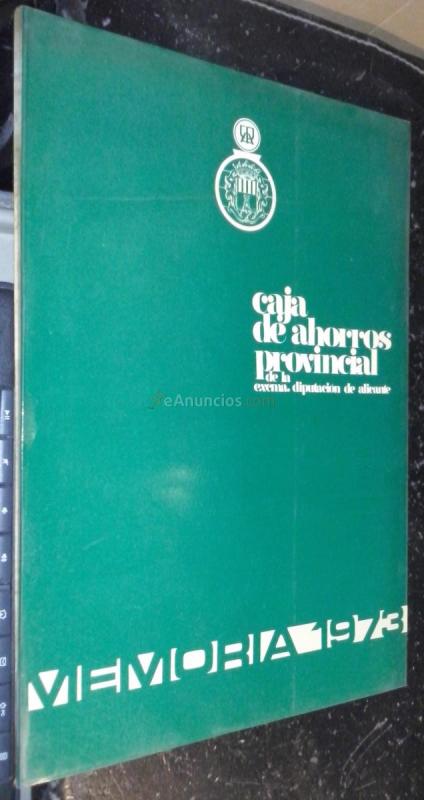 caja
de ahorros
provincial
de la
excma. diputación de alicante
eAnuncios.com
MEMORIA 1973